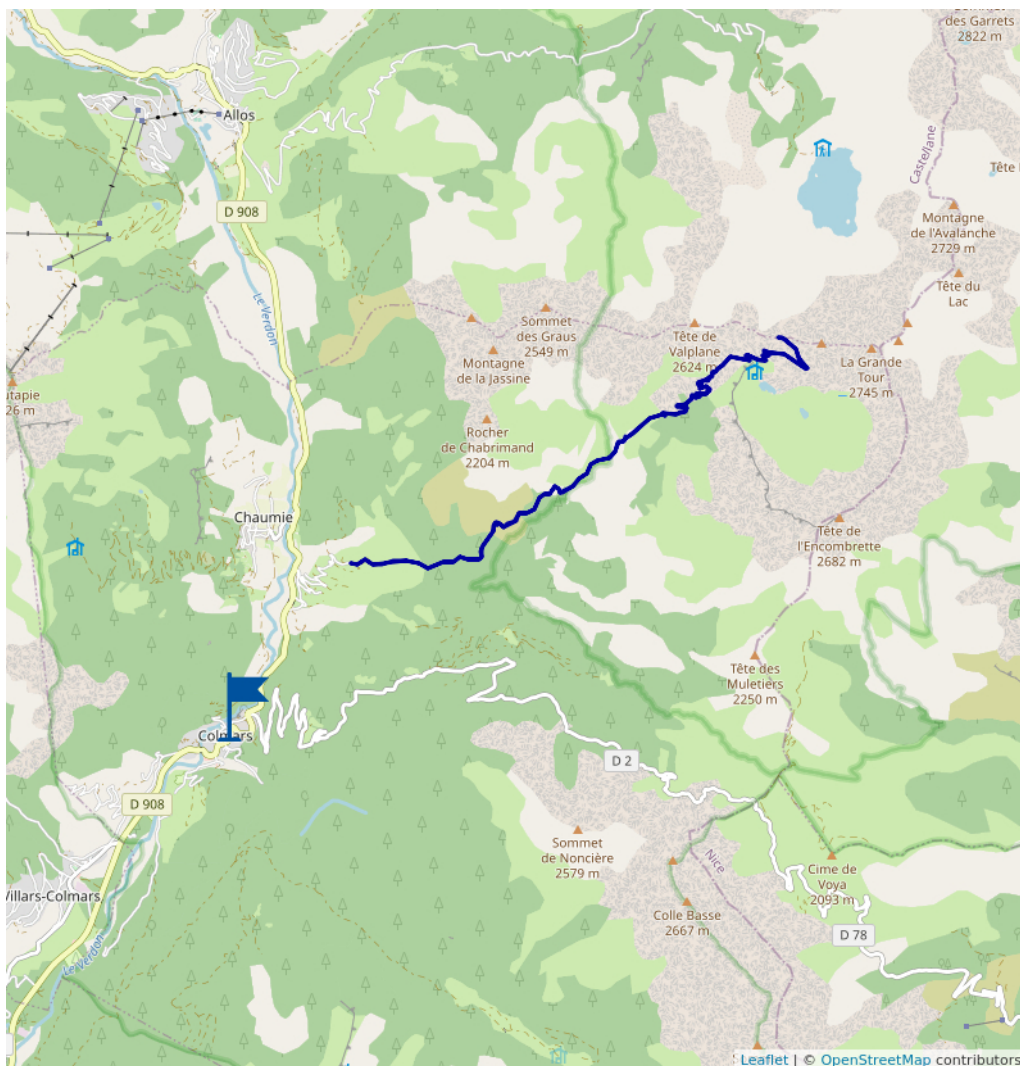 des Garrets
2822 m
Allos
Castellane
Tête
D 908
Montagne
de l'Avalanche
2729 m
Le Verdon
Tête du
Lac
Sommet
des Graus
2549 m
Tête de
Valplane
2624 m
Montagne
de la Jassine
La Grande
Tour
2745 m
utapie
26 m
Rocher
de Chabrimand
2204 m
Chaumie
Tête de
l'Encombrette
2682 m
Tête des
Muletiers
2250 m
Colmars
D 2
D 908
Sommet
de Noncière
2579 m
Nice
Cime de
Voya
2093 m
Villars-Colmars
Colle Basse
2667 m
D 78
Le Verdon
Leaflet | © OpenStreetMap contributors